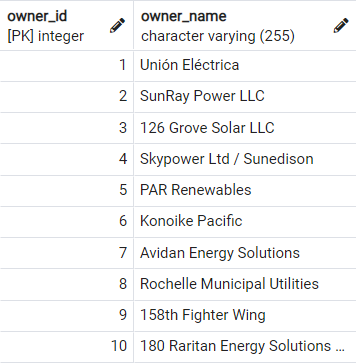 owner_id owner_name
[PK] integer character varying (255)
1 Unión Eléctrica
2 SunRay Power LLC
3 126 Grove Solar LLC
4 Skypower Ltd / Sunedison
5 PAR Renewables
6 Konoike Pacific
7 Avidan Energy Solutions
8 Rochelle Municipal Utilities
9 158th Fighter Wing
10 180 Raritan Energy Solutions ...